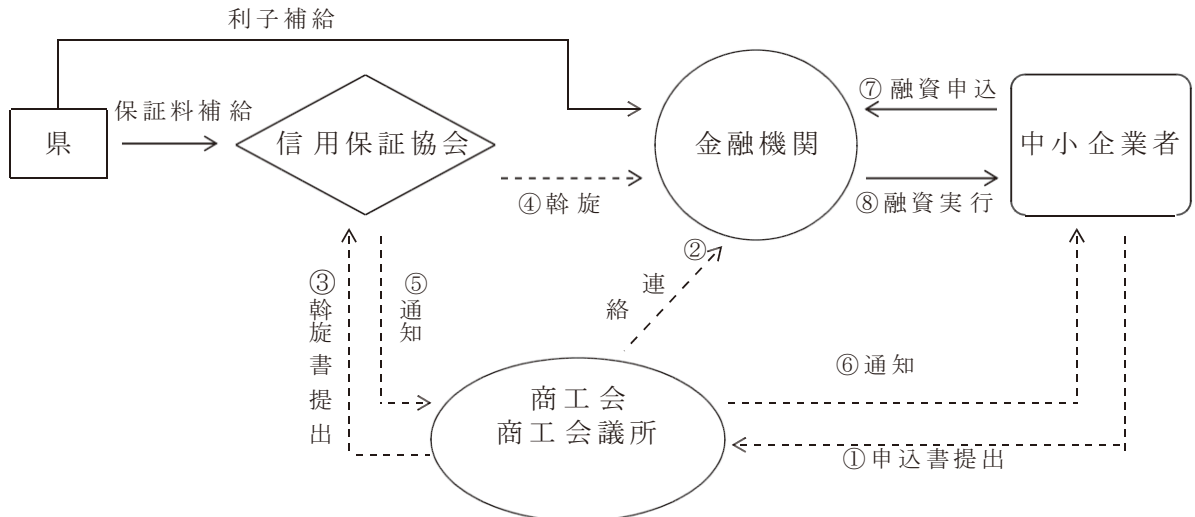 利子補給
県
保証料補給
信用保証協会
④斡旋
金融機関
⑦融資申込
⑧融資実行
中小企業者
③斡旋書提出
⑤通知
②連絡
商工会
商工会議所
⑥通知
①申込書提出